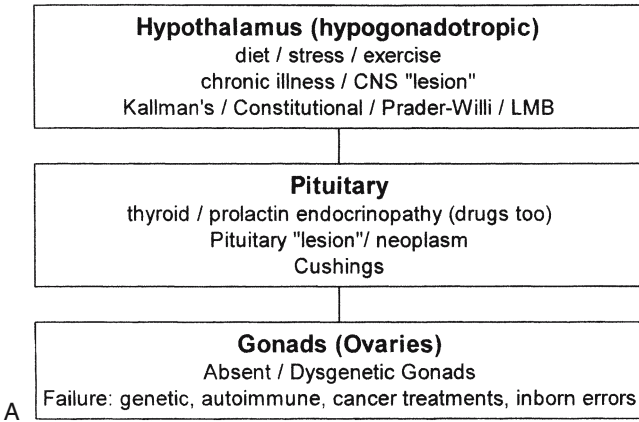 Hypothalamus (hypogonadotropic)
diet / stress / exercise
chronic illness / CNS "lesion"
Kallman's / Constitutional / Prader-Willi / LMB
Pituitary
thyroid / prolactin endocrinopathy (drugs too)
Pituitary "lesion"/ neoplasm
Cushings
Gonads (Ovaries)
Absent / Dysgenetic Gonads
Failure: genetic, autoimmune, cancer treatments, inborn errors
A